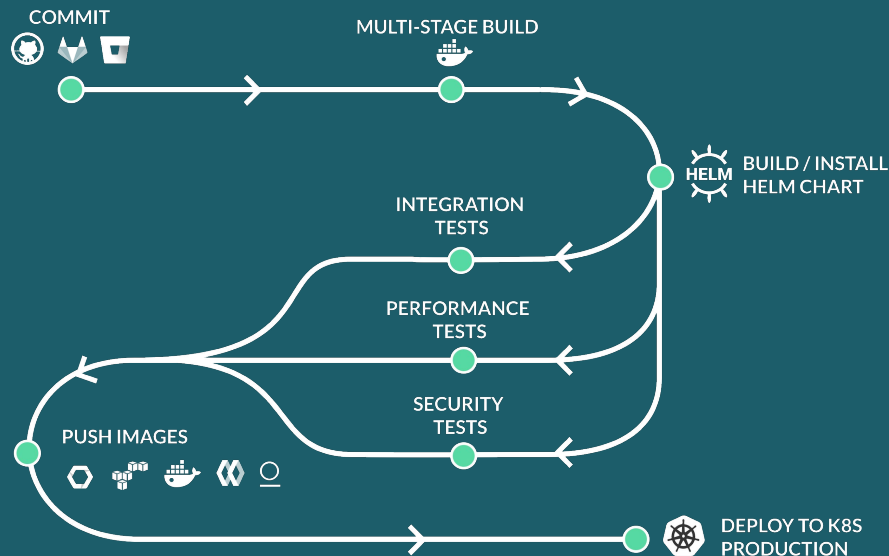 COMMIT
MULTI-STAGE BUILD
HELM
BUILD / INSTALL
HELM CHART
INTEGRATION
TESTS
PERFORMANCE
TESTS
SECURITY
TESTS
PUSH IMAGES
DEPLOY TO K8S
PRODUCTION